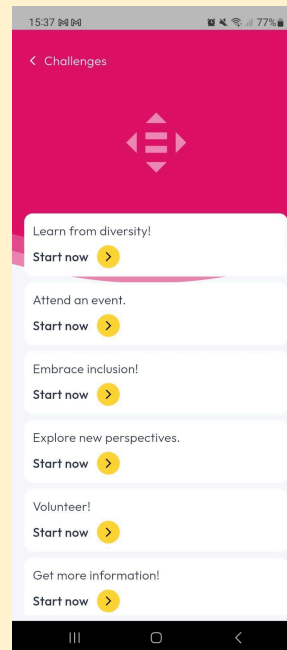 15:37
77%
Challenges
Learn from diversity!
Start now
Attend an event.
Start now
Embrace inclusion!
Start now
Explore new perspectives.
Start now
Volunteer!
Start now
Get more information!
Start now